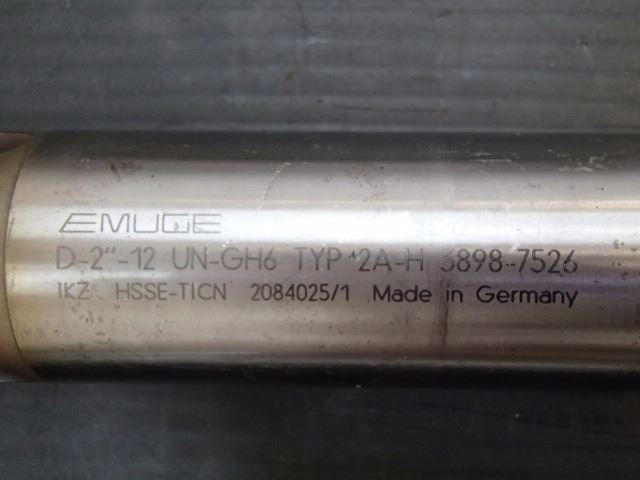 EMUGE
D-2"-12 UN-GH6 TYP 2A-H 3898-7526
IKZ HSSE-TICN 2084025/1 Made in Germany